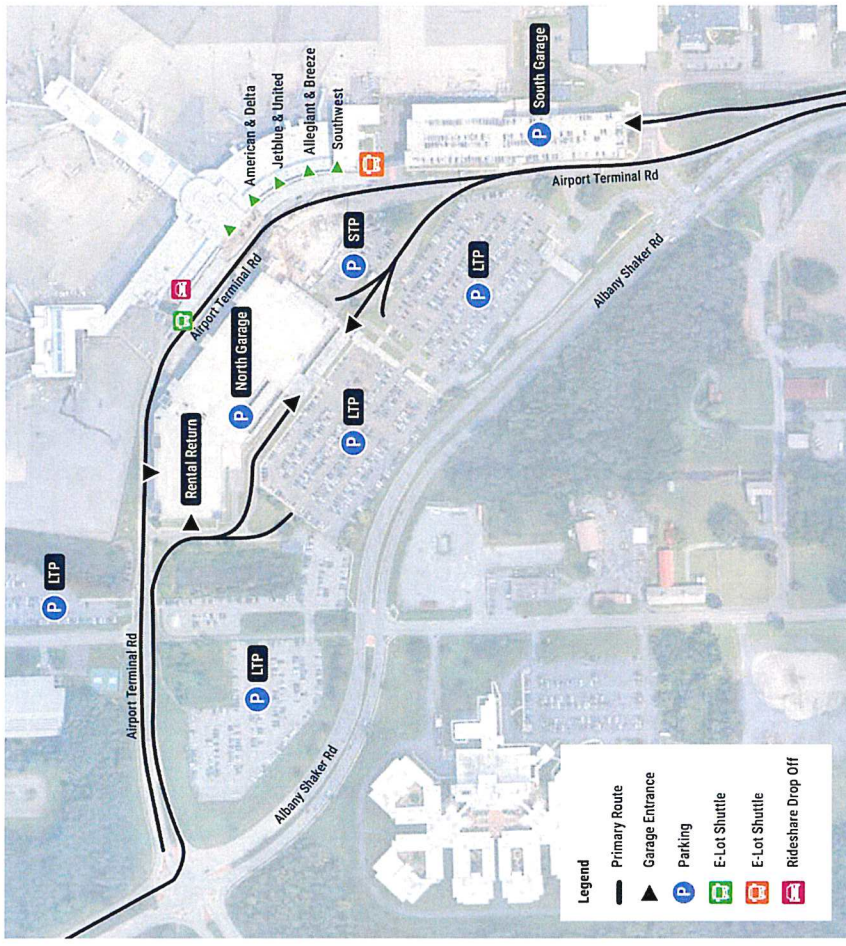 American & Delta
Jetblue & United
Allegiant & Breeze
Southwest
P South Garage
Airport Terminal Rd
Airport Terminal Rd
P STP
P LTP
Albany Shaker Rd
P North Garage
P LTP
Rental Return
P LTP
Airport Terminal Rd
P LTP
Albany Shaker Rd
Legend
Primary Route
Garage Entrance
P Parking
E-Lot Shuttle
E-Lot Shuttle
Rideshare Drop Off